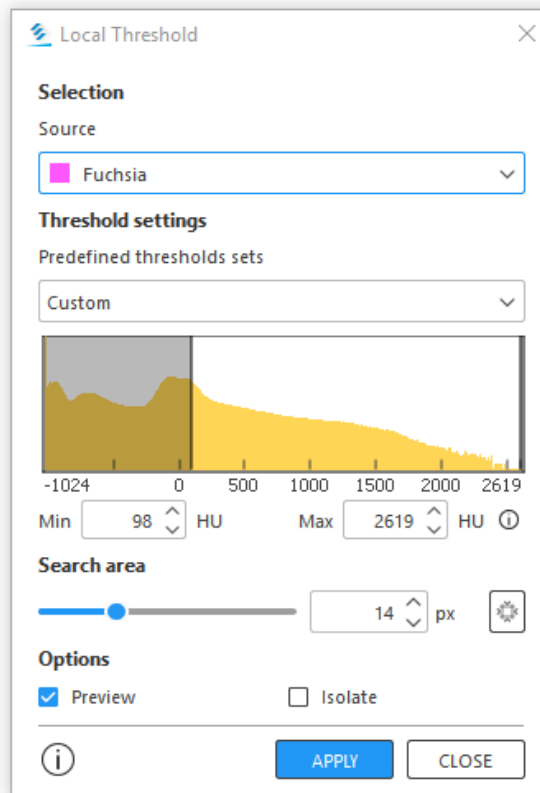 Local Threshold
Selection
Source
Fuchsia
Threshold settings
Predefined thresholds sets
Custom
-1024 0 500 1000 1500 2000 2619
Min 98 HU Max 2619 HU
Search area
14 px
Options
Preview Isolate
APPLY CLOSE